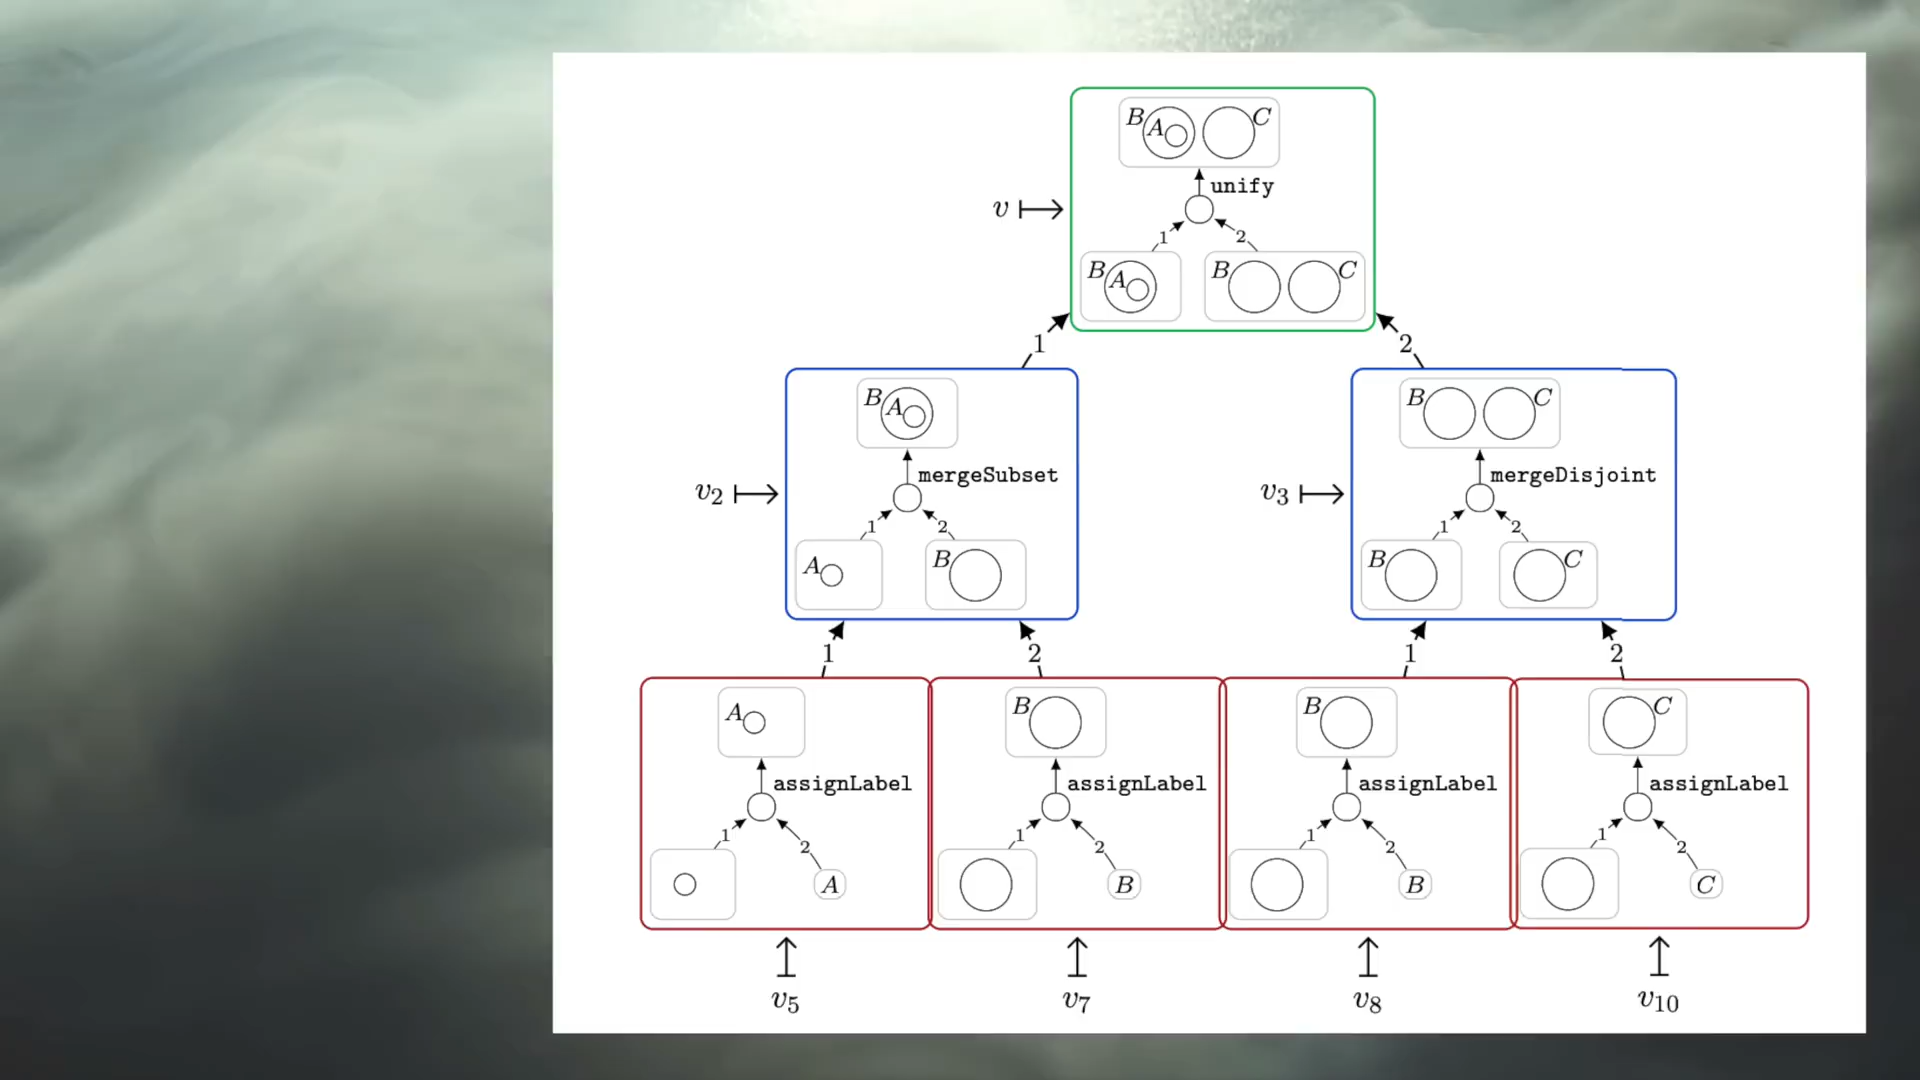 B A C
unify
v ↦
1 2
B A B C
1 2
B A B C
mergeSubset mergeDisjoint
v₂ ↦ v₃ ↦
1 2 1 2
A B B C
1 2 1 2
A B B C
assignLabel assignLabel assignLabel assignLabel
1 2 1 2 1 2 1 2
A B B C
v₅ v₇ v₈ v₁₀